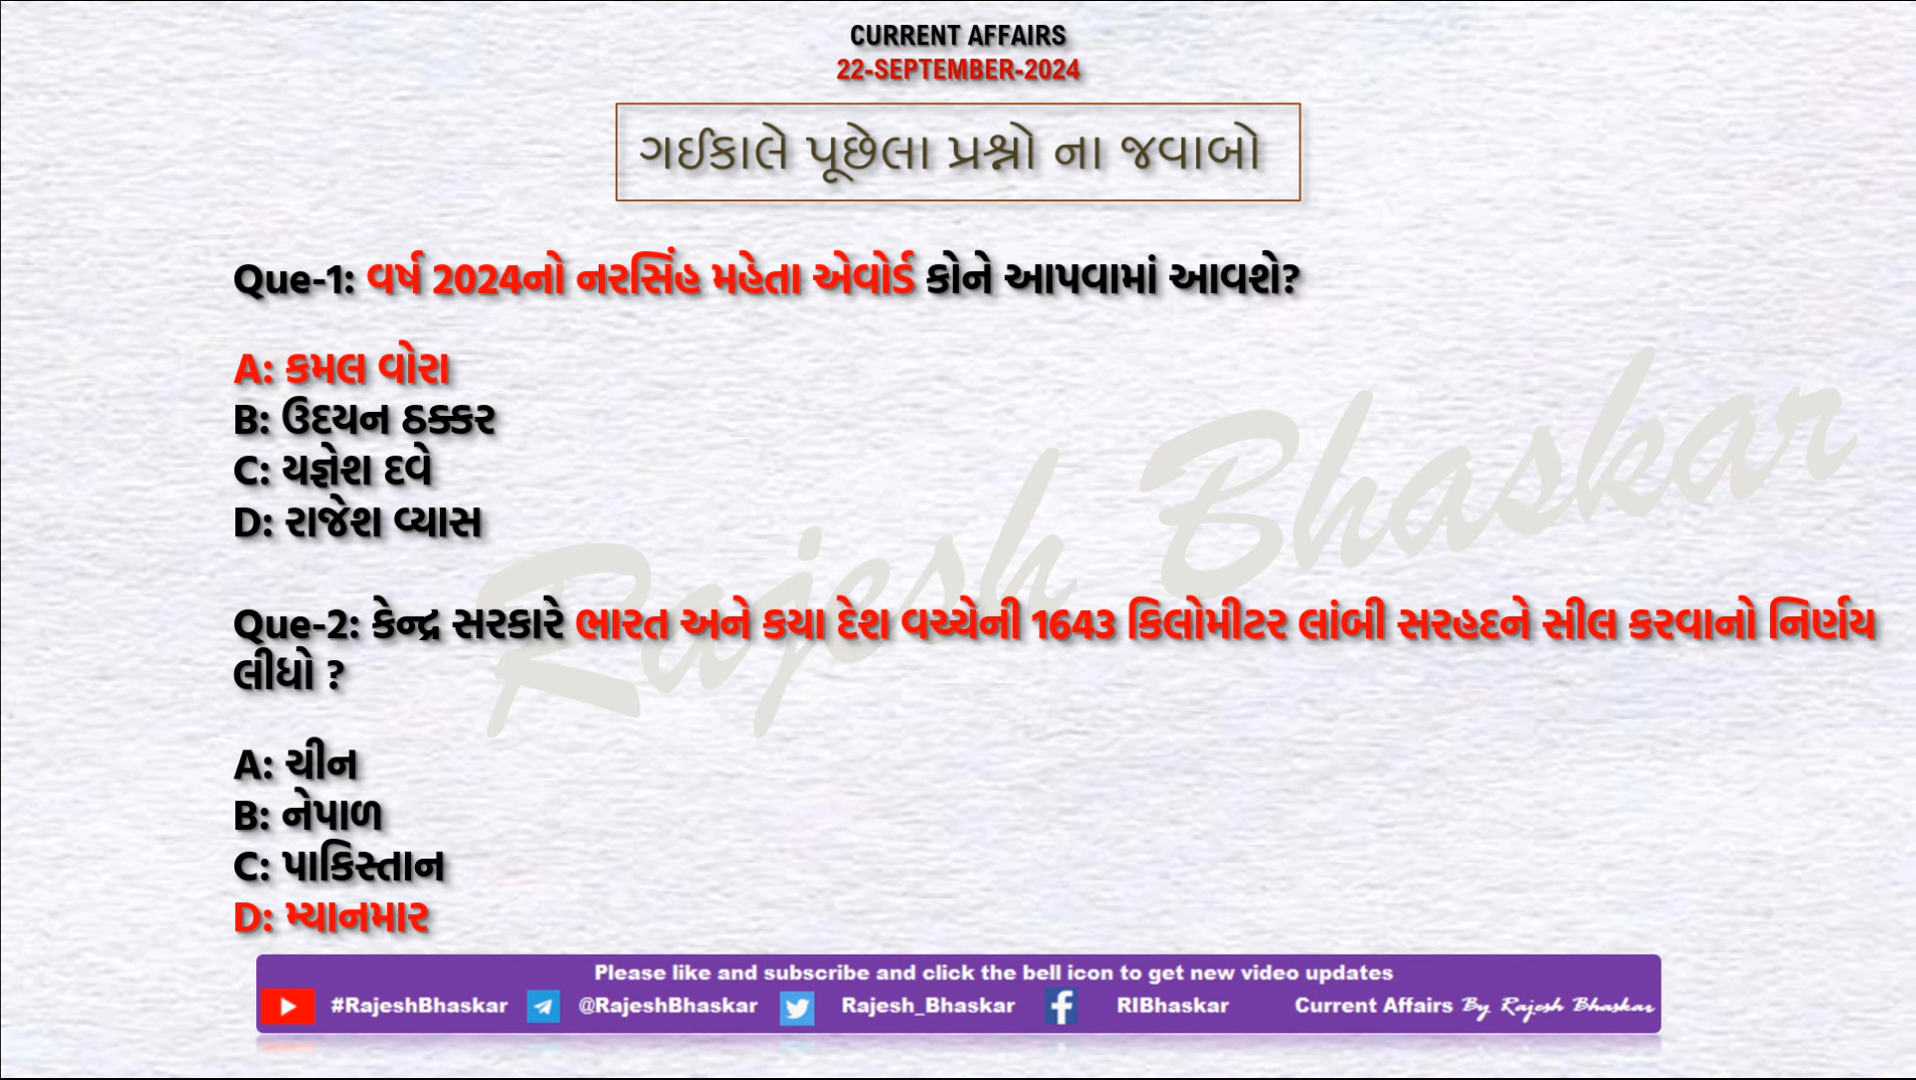 CURRENT AFFAIRS
22-SEPTEMBER-2024
ગઈકાલે પૂછેલા પ્રશ્નો ના જવાબો
Que-1: વર્ષ 2024નો નરસિંહ મહેતા એવોર્ડ કોને આપવામાં આવશે?
A: કમલ વોરા
B: ઉદયન ઠક્કર
C: યજ્ઞેશ દવે
D: રાજેશ વ્યાસ
Rajesh Bhaskar
Que-2: કેન્દ્ર સરકારે ભારત અને કયા દેશ વચ્ચેની 1643 કિલોમીટર લાંબી સરહદને સીલ કરવાનો નિર્ણય
લીધો ?
A: ચીન
B: નેપાળ
C: પાકિસ્તાન
D: મ્યાનમાર
Please like and subscribe and click the bell icon to get new video updates
#RajeshBhaskar @RajeshBhaskar Rajesh_Bhaskar RIBhaskar Current Affairs By Rajesh Bhaskar